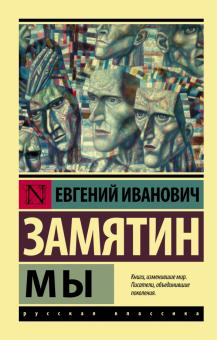 ЕВГЕНИЙ ИВАНОВИЧ
ЗАМЯТИН
МЫ
Книги, изменившие мир.
Писатели, объединившие
поколения.
русская классика